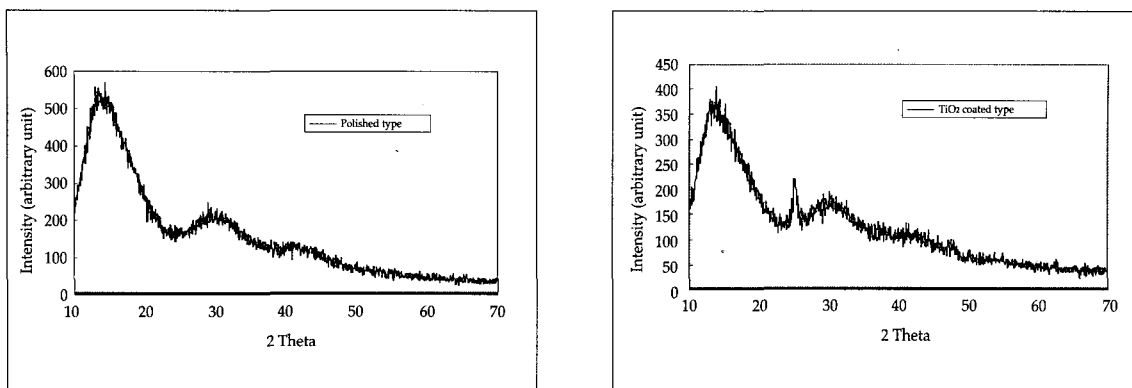 600
500
400
300
200
100
0
10 20 30 40 50 60 70
Intensity (arbitrary unit)
2 Theta
Polished type
450
400
350
300
250
200
150
100
50
0
10 20 30 40 50 60 70
Intensity (arbitrary unit)
2 Theta
TiO2 coated type